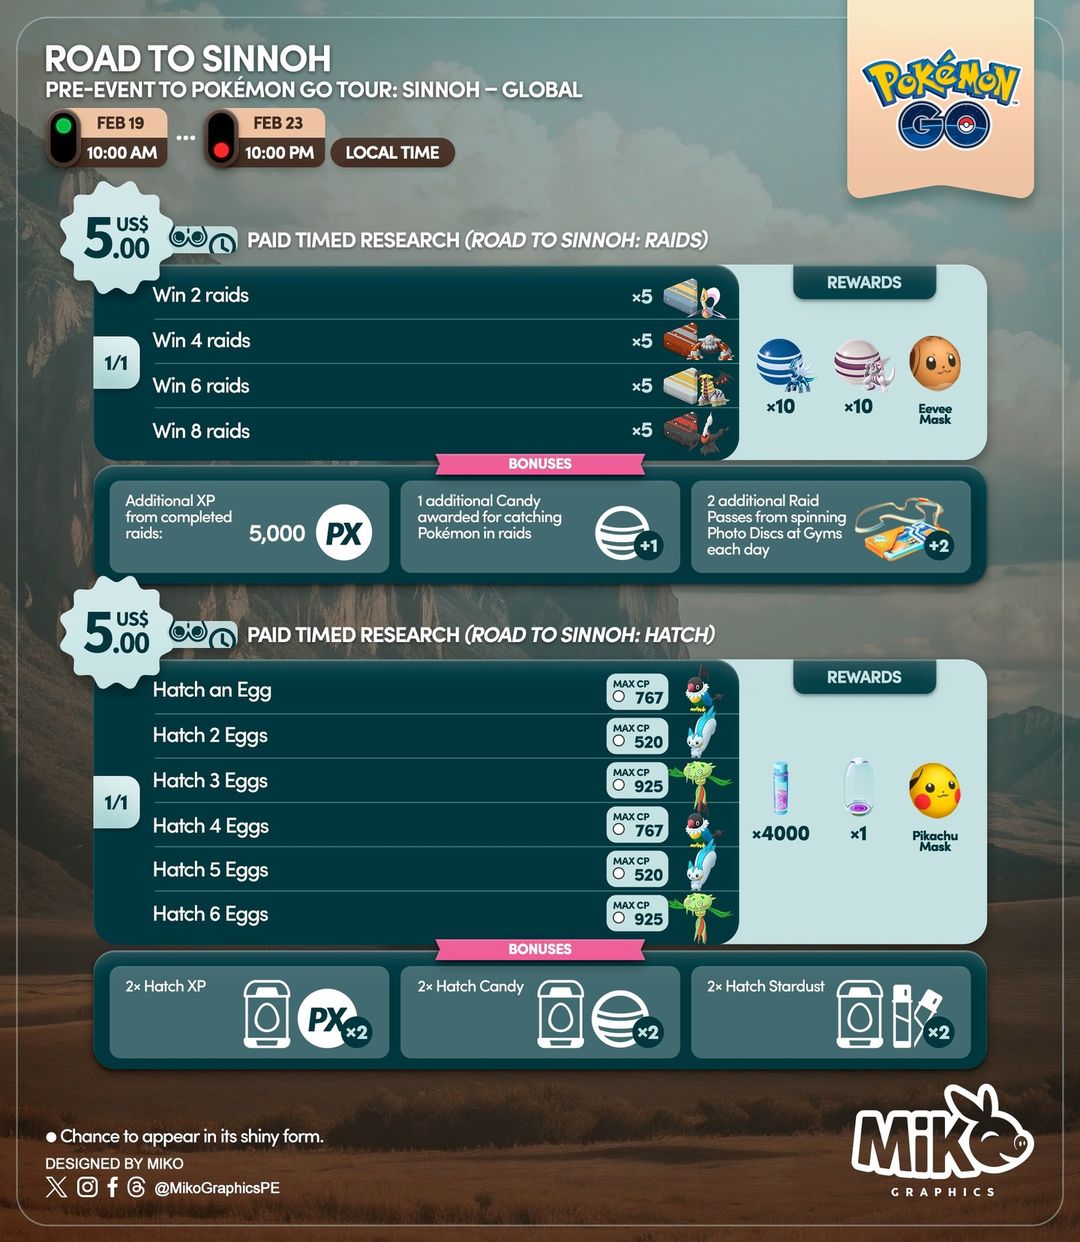 ROAD TO SINNOH
PRE-EVENT TO POKÉMON GO TOUR: SINNOH – GLOBAL
FEB 19
10:00 AM
...
FEB 23
10:00 PM
LOCAL TIME
POKéMON
GO
5 US$ .00
PAID TIMED RESEARCH (ROAD TO SINNOH: RAIDS)
1/1
Win 2 raids ×5
Win 4 raids ×5
Win 6 raids ×5
Win 8 raids ×5
REWARDS
×10
×10
Eevee
Mask
BONUSES
Additional XP
from completed
raids:
5,000 PX
1 additional Candy
awarded for catching
Pokémon in raids
+1
2 additional Raid
Passes from spinning
Photo Discs at Gyms
each day
+2
5 US$ .00
PAID TIMED RESEARCH (ROAD TO SINNOH: HATCH)
1/1
Hatch an Egg MAX CP 767
Hatch 2 Eggs MAX CP 520
Hatch 3 Eggs MAX CP 925
Hatch 4 Eggs MAX CP 767
Hatch 5 Eggs MAX CP 520
Hatch 6 Eggs MAX CP 925
REWARDS
×4000
×1
Pikachu
Mask
BONUSES
2× Hatch XP
PX ×2
2× Hatch Candy
×2
2× Hatch Stardust
×2
● Chance to appear in its shiny form.
DESIGNED BY MIKO
@MikoGraphicsPE
MiKO
GRAPHICS